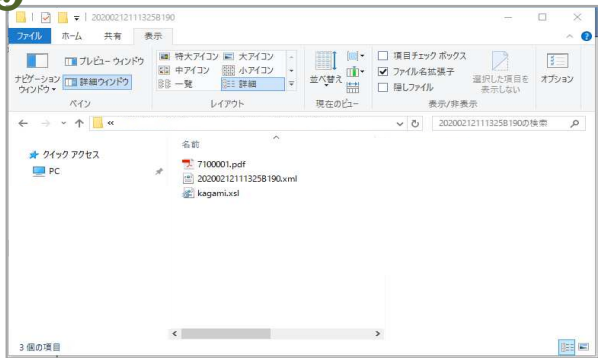 20200212111325B190
ファイル ホーム 共有 表示
ナビゲーション ウィンドウ
プレビュー ウィンドウ
詳細ウィンドウ
ペイン
特大アイコン 大アイコン
中アイコン 小アイコン
一覧 詳細
レイアウト
並べ替え
現在のビュー
項目チェック ボックス
ファイル名拡張子
隠しファイル
選択した項目を
表示しない
表示/非表示
オプション
20200212111325B190の検索
クイック アクセス
PC
名前
7100001.pdf
20200212111325B190.xml
kagami.xsl
3 個の項目